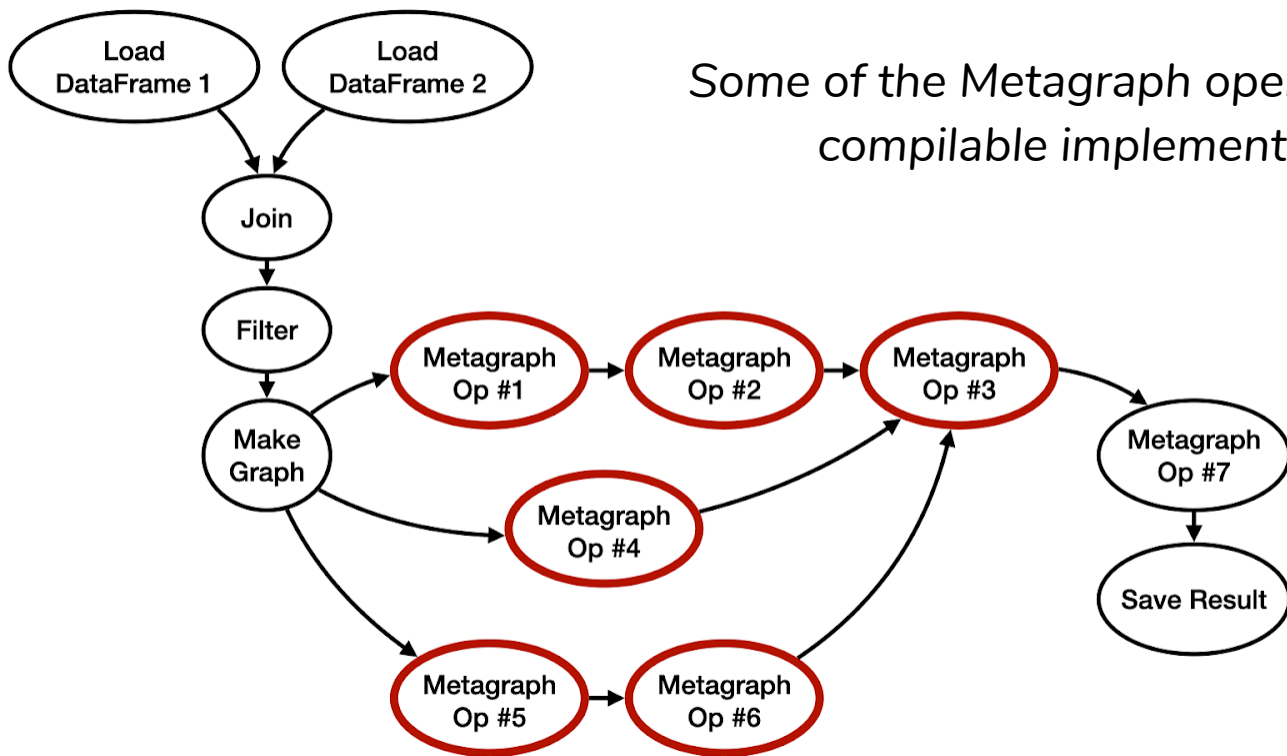 Load
DataFrame 1
Load
DataFrame 2
Some of the Metagraph
compilable
Join
Filter
Metagraph
Op #1
Metagraph
Op #2
Metagraph
Op #3
Make
Graph
Metagraph
Op #7
Metagraph
Op #4
Save Result
Metagraph
Op #5
Metagraph
Op #6